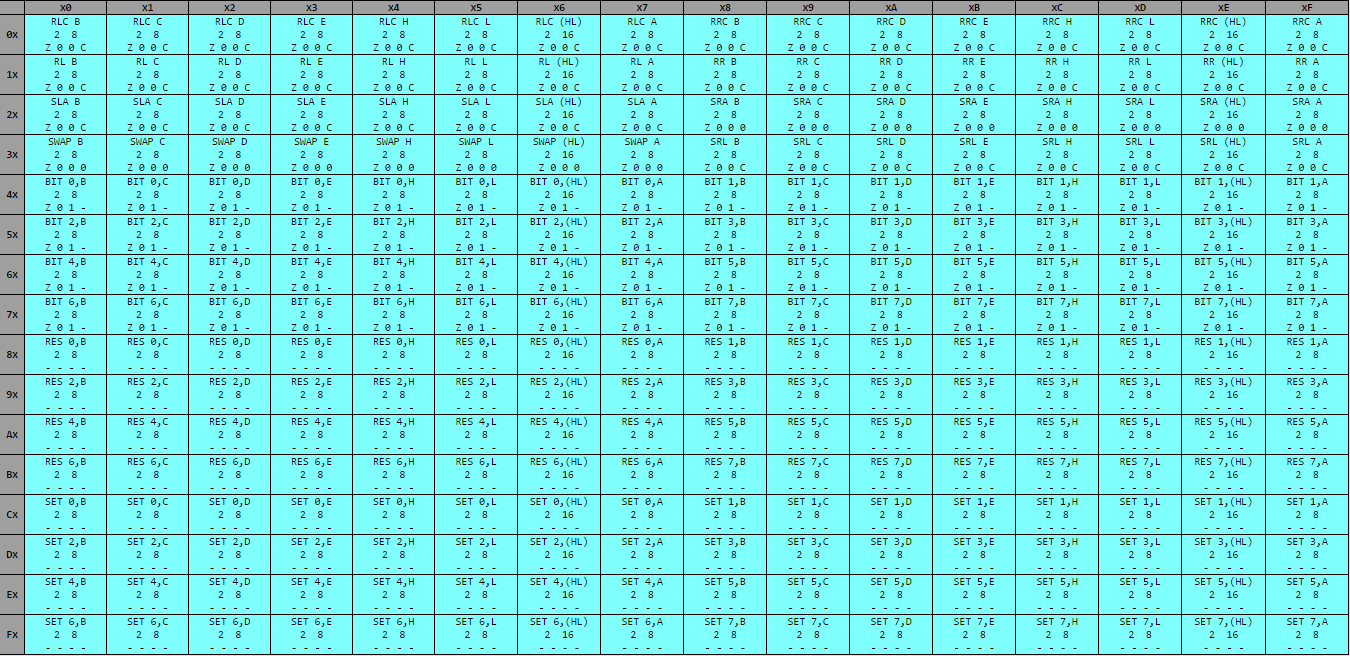 x0 x1 x2 x3 x4 x5 x6 x7 x8 x9 xA xB xC xD xE xF
RLC B RLC C RLC D RLC E RLC H RLC L RLC (HL) RLC A RRC B RRC C RRC D RRC E RRC H RRC L RRC (HL) RRC A
0x 2 8 2 8 2 8 2 8 2 8 2 8 2 16 2 8 2 8 2 8 2 8 2 8 2 8 2 8 2 16 2 8
Z 0 0 C Z 0 0 C Z 0 0 C Z 0 0 C Z 0 0 C Z 0 0 C Z 0 0 C Z 0 0 C Z 0 0 C Z 0 0 C Z 0 0 C Z 0 0 C Z 0 0 C Z 0 0 C Z 0 0 C Z 0 0 C
RL B RL C RL D RL E RL H RL L RL (HL) RL A RR B RR C RR D RR E RR H RR L RR (HL) RR A
1x 2 8 2 8 2 8 2 8 2 8 2 8 2 16 2 8 2 8 2 8 2 8 2 8 2 8 2 8 2 16 2 8
Z 0 0 C Z 0 0 C Z 0 0 C Z 0 0 C Z 0 0 C Z 0 0 C Z 0 0 C Z 0 0 C Z 0 0 C Z 0 0 C Z 0 0 C Z 0 0 C Z 0 0 C Z 0 0 C Z 0 0 C Z 0 0 C
SLA B SLA C SLA D SLA E SLA H SLA L SLA (HL) SLA A SRA B SRA C SRA D SRA E SRA H SRA L SRA (HL) SRA A
2x 2 8 2 8 2 8 2 8 2 8 2 8 2 16 2 8 2 8 2 8 2 8 2 8 2 8 2 8 2 16 2 8
Z 0 0 C Z 0 0 C Z 0 0 C Z 0 0 C Z 0 0 C Z 0 0 C Z 0 0 C Z 0 0 C Z 0 0 0 Z 0 0 0 Z 0 0 0 Z 0 0 0 Z 0 0 0 Z 0 0 0 Z 0 0 0 Z 0 0 0
SWAP B SWAP C SWAP D SWAP E SWAP H SWAP L SWAP (HL) SWAP A SRL B SRL C SRL D SRL E SRL H SRL L SRL (HL) SRL A
3x 2 8 2 8 2 8 2 8 2 8 2 8 2 16 2 8 2 8 2 8 2 8 2 8 2 8 2 8 2 16 2 8
Z 0 0 0 Z 0 0 0 Z 0 0 0 Z 0 0 0 Z 0 0 0 Z 0 0 0 Z 0 0 0 Z 0 0 0 Z 0 0 C Z 0 0 C Z 0 0 C Z 0 0 C Z 0 0 C Z 0 0 C Z 0 0 C Z 0 0 C
BIT 0,B BIT 0,C BIT 0,D BIT 0,E BIT 0,H BIT 0,L BIT 0,(HL) BIT 0,A BIT 1,B BIT 1,C BIT 1,D BIT 1,E BIT 1,H BIT 1,L BIT 1,(HL) BIT 1,A
4x 2 8 2 8 2 8 2 8 2 8 2 8 2 16 2 8 2 8 2 8 2 8 2 8 2 8 2 8 2 16 2 8
Z 0 1 - Z 0 1 - Z 0 1 - Z 0 1 - Z 0 1 - Z 0 1 - Z 0 1 - Z 0 1 - Z 0 1 - Z 0 1 - Z 0 1 - Z 0 1 - Z 0 1 - Z 0 1 - Z 0 1 - Z 0 1 -
BIT 2,B BIT 2,C BIT 2,D BIT 2,E BIT 2,H BIT 2,L BIT 2,(HL) BIT 2,A BIT 3,B BIT 3,C BIT 3,D BIT 3,E BIT 3,H BIT 3,L BIT 3,(HL) BIT 3,A
5x 2 8 2 8 2 8 2 8 2 8 2 8 2 16 2 8 2 8 2 8 2 8 2 8 2 8 2 8 2 16 2 8
Z 0 1 - Z 0 1 - Z 0 1 - Z 0 1 - Z 0 1 - Z 0 1 - Z 0 1 - Z 0 1 - Z 0 1 - Z 0 1 - Z 0 1 - Z 0 1 - Z 0 1 - Z 0 1 - Z 0 1 - Z 0 1 -
BIT 4,B BIT 4,C BIT 4,D BIT 4,E BIT 4,H BIT 4,L BIT 4,(HL) BIT 4,A BIT 5,B BIT 5,C BIT 5,D BIT 5,E BIT 5,H BIT 5,L BIT 5,(HL) BIT 5,A
6x 2 8 2 8 2 8 2 8 2 8 2 8 2 16 2 8 2 8 2 8 2 8 2 8 2 8 2 8 2 16 2 8
Z 0 1 - Z 0 1 - Z 0 1 - Z 0 1 - Z 0 1 - Z 0 1 - Z 0 1 - Z 0 1 - Z 0 1 - Z 0 1 - Z 0 1 - Z 0 1 - Z 0 1 - Z 0 1 - Z 0 1 - Z 0 1 -
BIT 6,B BIT 6,C BIT 6,D BIT 6,E BIT 6,H BIT 6,L BIT 6,(HL) BIT 6,A BIT 7,B BIT 7,C BIT 7,D BIT 7,E BIT 7,H BIT 7,L BIT 7,(HL) BIT 7,A
7x 2 8 2 8 2 8 2 8 2 8 2 8 2 16 2 8 2 8 2 8 2 8 2 8 2 8 2 8 2 16 2 8
Z 0 1 - Z 0 1 - Z 0 1 - Z 0 1 - Z 0 1 - Z 0 1 - Z 0 1 - Z 0 1 - Z 0 1 - Z 0 1 - Z 0 1 - Z 0 1 - Z 0 1 - Z 0 1 - Z 0 1 - Z 0 1 -
RES 0,B RES 0,C RES 0,D RES 0,E RES 0,H RES 0,L RES 0,(HL) RES 0,A RES 1,B RES 1,C RES 1,D RES 1,E RES 1,H RES 1,L RES 1,(HL) RES 1,A
8x 2 8 2 8 2 8 2 8 2 8 2 8 2 16 2 8 2 8 2 8 2 8 2 8 2 8 2 8 2 16 2 8
- - - - - - - - - - - - - - - - - - - - - - - - - - - - - - - - - - - - - - - - - - - - - - - - - - - - - - - - - - - - - - - -
RES 2,B RES 2,C RES 2,D RES 2,E RES 2,H RES 2,L RES 2,(HL) RES 2,A RES 3,B RES 3,C RES 3,D RES 3,E RES 3,H RES 3,L RES 3,(HL) RES 3,A
9x 2 8 2 8 2 8 2 8 2 8 2 8 2 16 2 8 2 8 2 8 2 8 2 8 2 8 2 8 2 16 2 8
- - - - - - - - - - - - - - - - - - - - - - - - - - - - - - - - - - - - - - - - - - - - - - - - - - - - - - - - - - - - - - - -
RES 4,B RES 4,C RES 4,D RES 4,E RES 4,H RES 4,L RES 4,(HL) RES 4,A RES 5,B RES 5,C RES 5,D RES 5,E RES 5,H RES 5,L RES 5,(HL) RES 5,A
Ax 2 8 2 8 2 8 2 8 2 8 2 8 2 16 2 8 2 8 2 8 2 8 2 8 2 8 2 8 2 16 2 8
- - - - - - - - - - - - - - - - - - - - - - - - - - - - - - - - - - - - - - - - - - - - - - - - - - - - - - - - - - - - - - - -
RES 6,B RES 6,C RES 6,D RES 6,E RES 6,H RES 6,L RES 6,(HL) RES 6,A RES 7,B RES 7,C RES 7,D RES 7,E RES 7,H RES 7,L RES 7,(HL) RES 7,A
Bx 2 8 2 8 2 8 2 8 2 8 2 8 2 16 2 8 2 8 2 8 2 8 2 8 2 8 2 8 2 16 2 8
- - - - - - - - - - - - - - - - - - - - - - - - - - - - - - - - - - - - - - - - - - - - - - - - - - - - - - - - - - - - - - - -
SET 0,B SET 0,C SET 0,D SET 0,E SET 0,H SET 0,L SET 0,(HL) SET 0,A SET 1,B SET 1,C SET 1,D SET 1,E SET 1,H SET 1,L SET 1,(HL) SET 1,A
Cx 2 8 2 8 2 8 2 8 2 8 2 8 2 16 2 8 2 8 2 8 2 8 2 8 2 8 2 8 2 16 2 8
- - - - - - - - - - - - - - - - - - - - - - - - - - - - - - - - - - - - - - - - - - - - - - - - - - - - - - - - - - - - - - - -
SET 2,B SET 2,C SET 2,D SET 2,E SET 2,H SET 2,L SET 2,(HL) SET 2,A SET 3,B SET 3,C SET 3,D SET 3,E SET 3,H SET 3,L SET 3,(HL) SET 3,A
Dx 2 8 2 8 2 8 2 8 2 8 2 8 2 16 2 8 2 8 2 8 2 8 2 8 2 8 2 8 2 16 2 8
- - - - - - - - - - - - - - - - - - - - - - - - - - - - - - - - - - - - - - - - - - - - - - - - - - - - - - - - - - - - - - - -
SET 4,B SET 4,C SET 4,D SET 4,E SET 4,H SET 4,L SET 4,(HL) SET 4,A SET 5,B SET 5,C SET 5,D SET 5,E SET 5,H SET 5,L SET 5,(HL) SET 5,A
Ex 2 8 2 8 2 8 2 8 2 8 2 8 2 16 2 8 2 8 2 8 2 8 2 8 2 8 2 8 2 16 2 8
- - - - - - - - - - - - - - - - - - - - - - - - - - - - - - - - - - - - - - - - - - - - - - - - - - - - - - - - - - - - - - - -
SET 6,B SET 6,C SET 6,D SET 6,E SET 6,H SET 6,L SET 6,(HL) SET 6,A SET 7,B SET 7,C SET 7,D SET 7,E SET 7,H SET 7,L SET 7,(HL) SET 7,A
Fx 2 8 2 8 2 8 2 8 2 8 2 8 2 16 2 8 2 8 2 8 2 8 2 8 2 8 2 8 2 16 2 8
- - - - - - - - - - - - - - - - - - - - - - - - - - - - - - - - - - - - - - - - - - - - - - - - - - - - - - - - - - - - - - - -